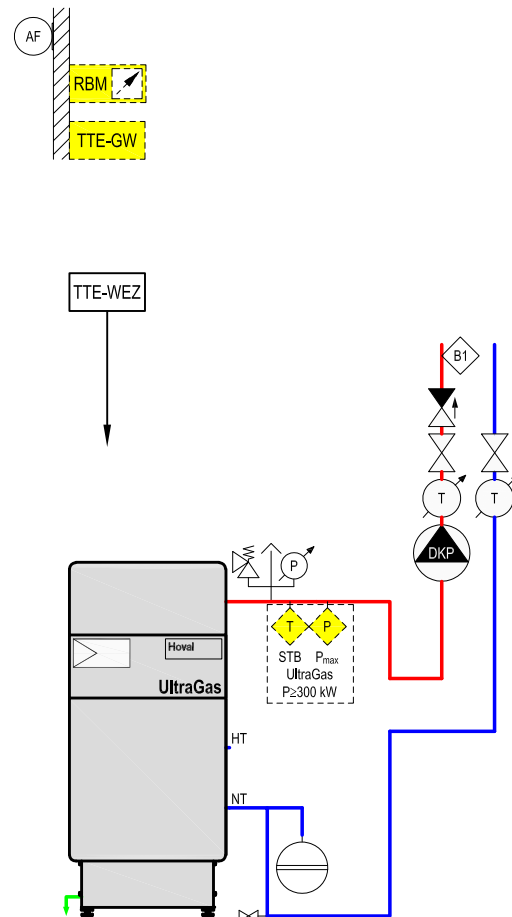 AF
RBM
TTE-GW
TTE-WEZ
B1
T
T
DKP
P
T P
STB Pmax
UltraGas
P≥300 kW
Hoval
UltraGas
HT
NT